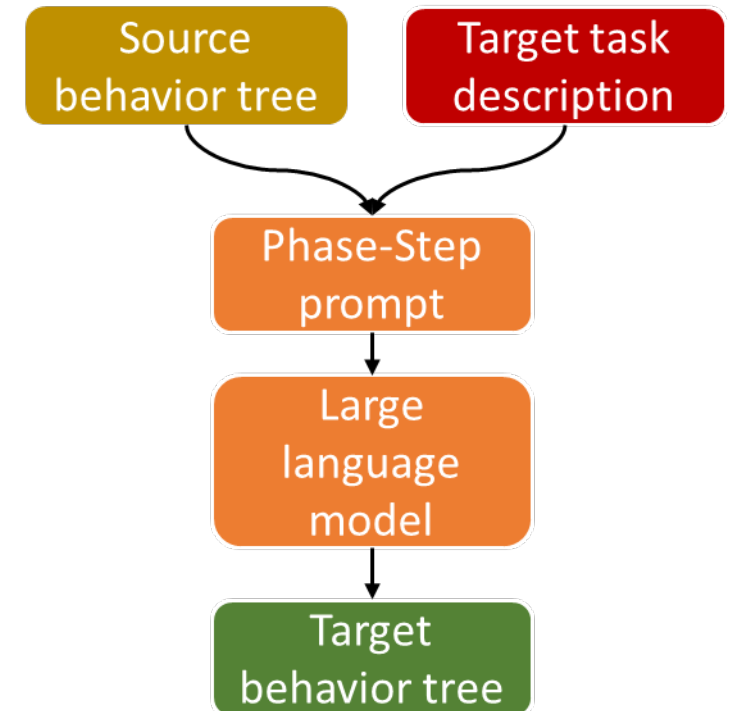 Source
behavior tree
Target task
description
Phase-Step
prompt
Large
language
model
Target
behavior tree